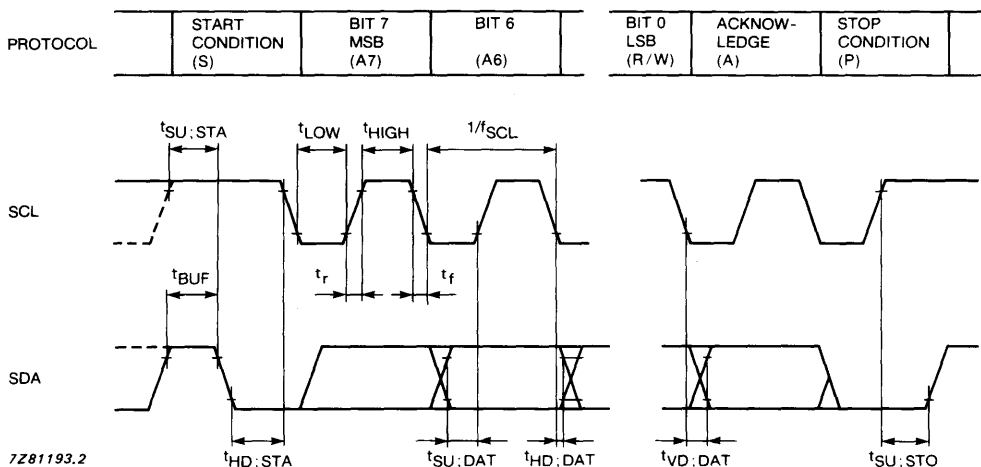 PROTOCOL
START
CONDITION
(S)
BIT 7
MSB
(A7)
BIT 6
(A6)
BIT 0
LSB
(R/W)
ACKNOW-
LEDGE
(A)
STOP
CONDITION
(P)
tSU;STA
tLOW
tHIGH
1/fSCL
SCL
tBUF
tr
tf
SDA
tHD;STA
tSU;DAT
tHD;DAT
tVD;DAT
tSU;STO
7Z81193.2